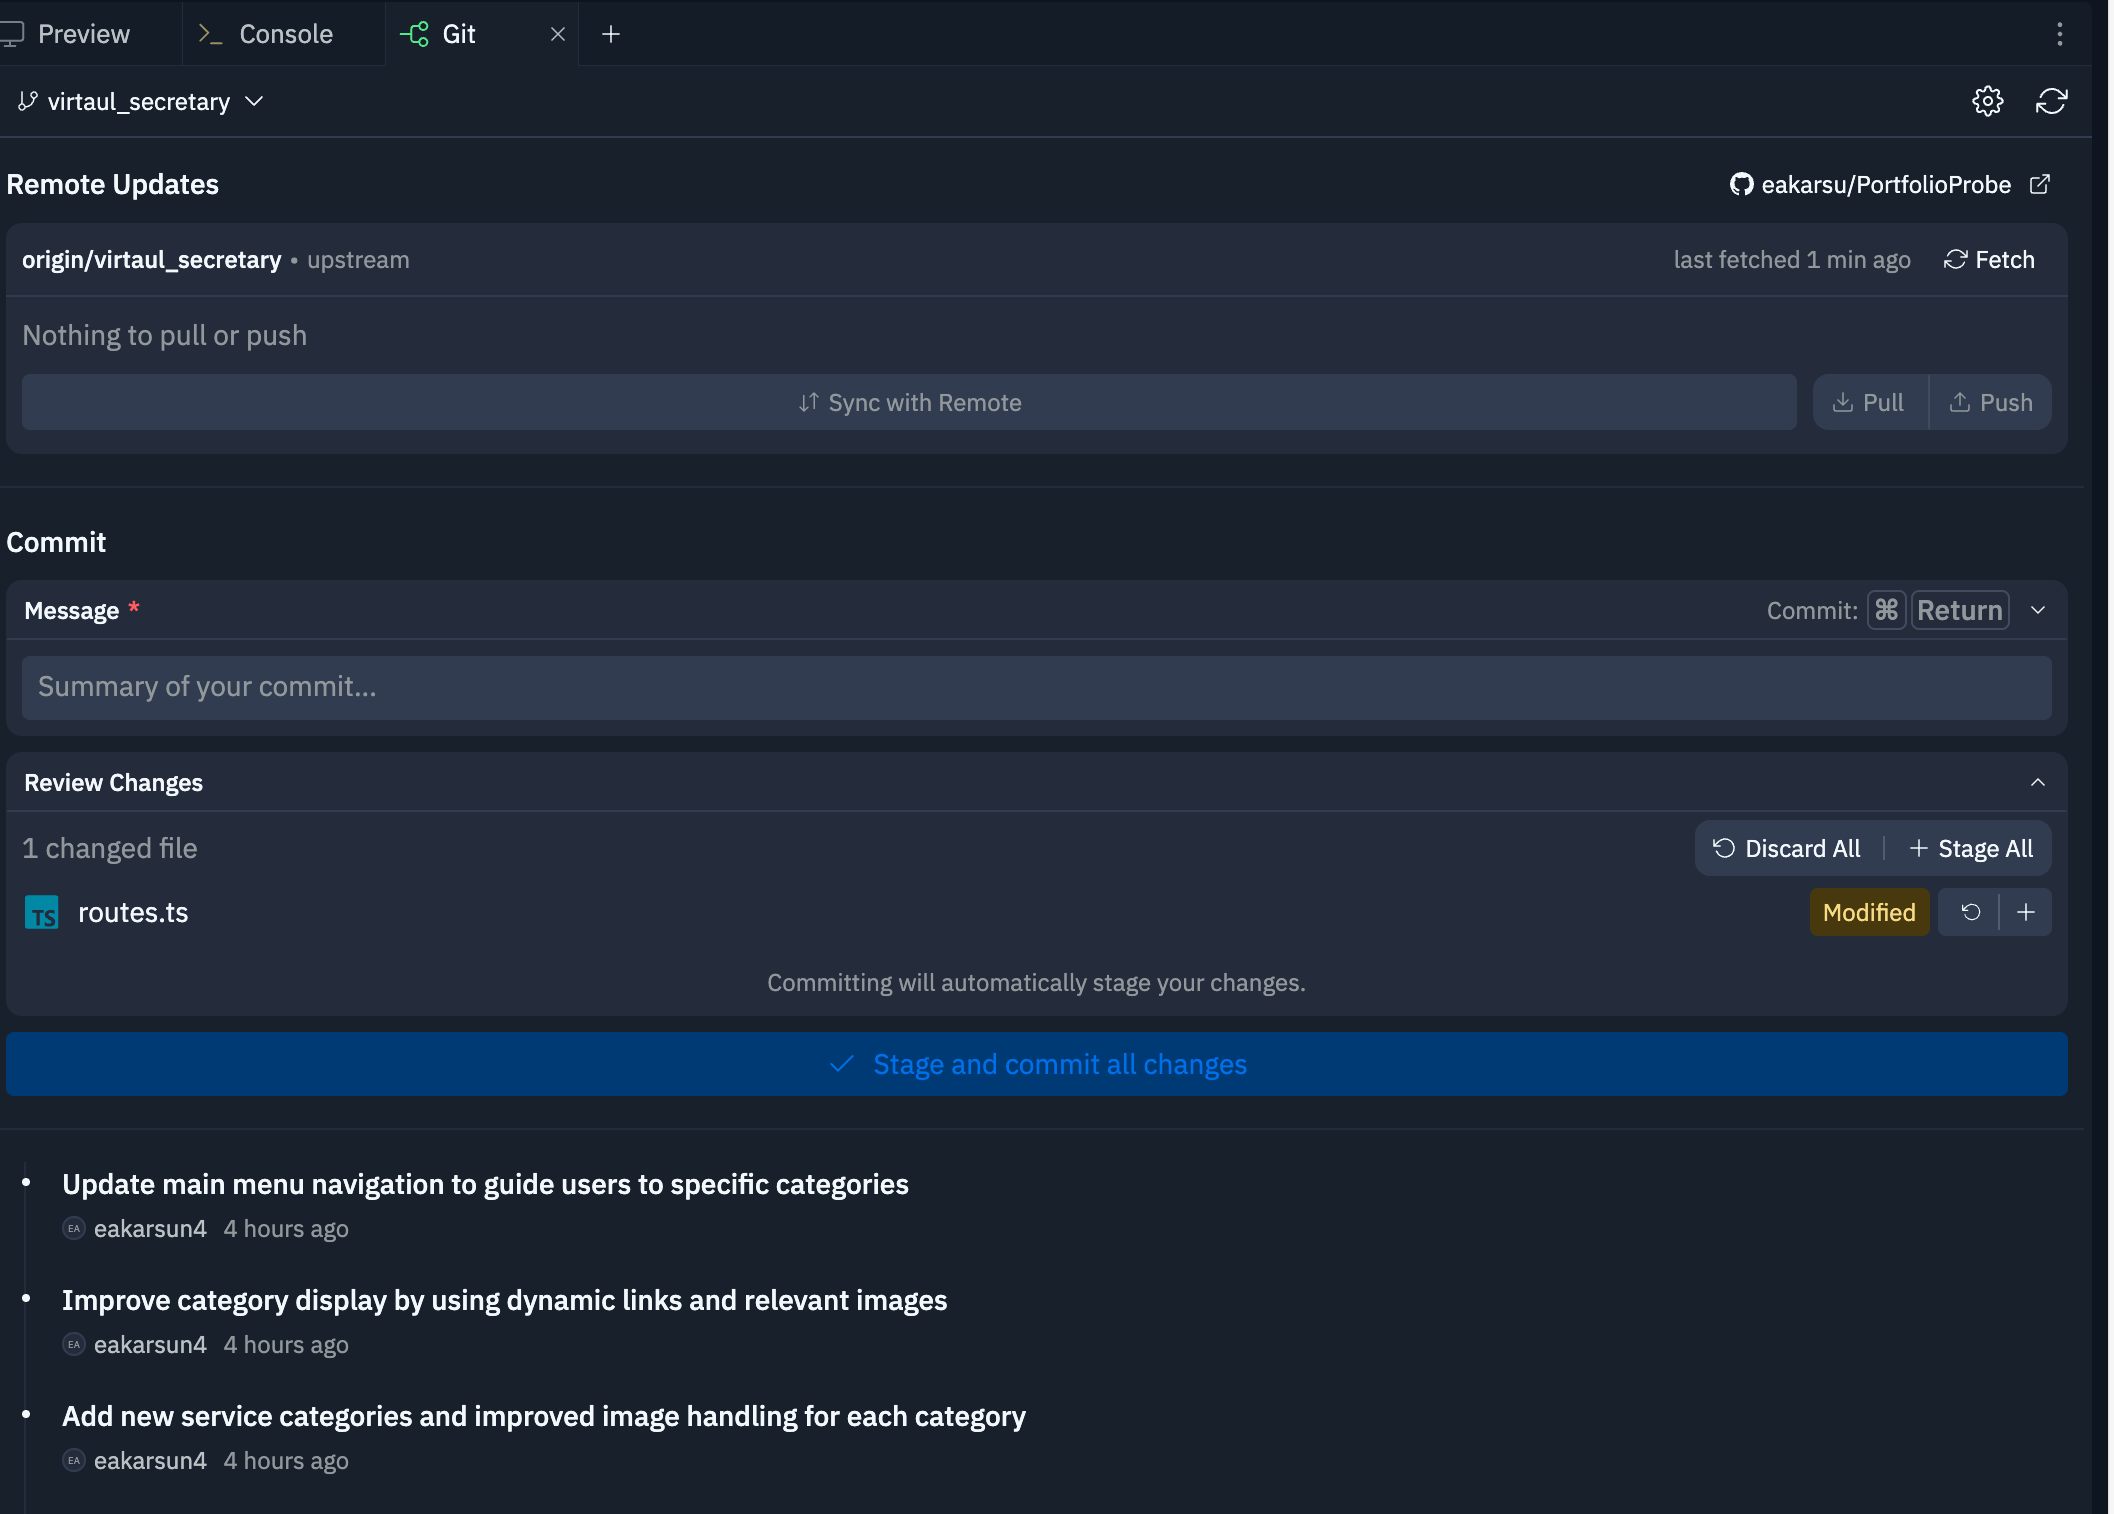 Preview
Console
Git
virtaul_secretary
Remote Updates
eakarsu/PortfolioProbe
origin/virtaul_secretary • upstream
last fetched 1 min ago
Fetch
Nothing to pull or push
Sync with Remote
Pull
Push
Commit
Message *
Commit: ⌘ Return
Summary of your commit...
Review Changes
1 changed file
Discard All
Stage All
TS routes.ts
Modified
Committing will automatically stage your changes.
Stage and commit all changes
Update main menu navigation to guide users to specific categories
EA eakarsun4 4 hours ago
Improve category display by using dynamic links and relevant images
EA eakarsun4 4 hours ago
Add new service categories and improved image handling for each category
EA eakarsun4 4 hours ago